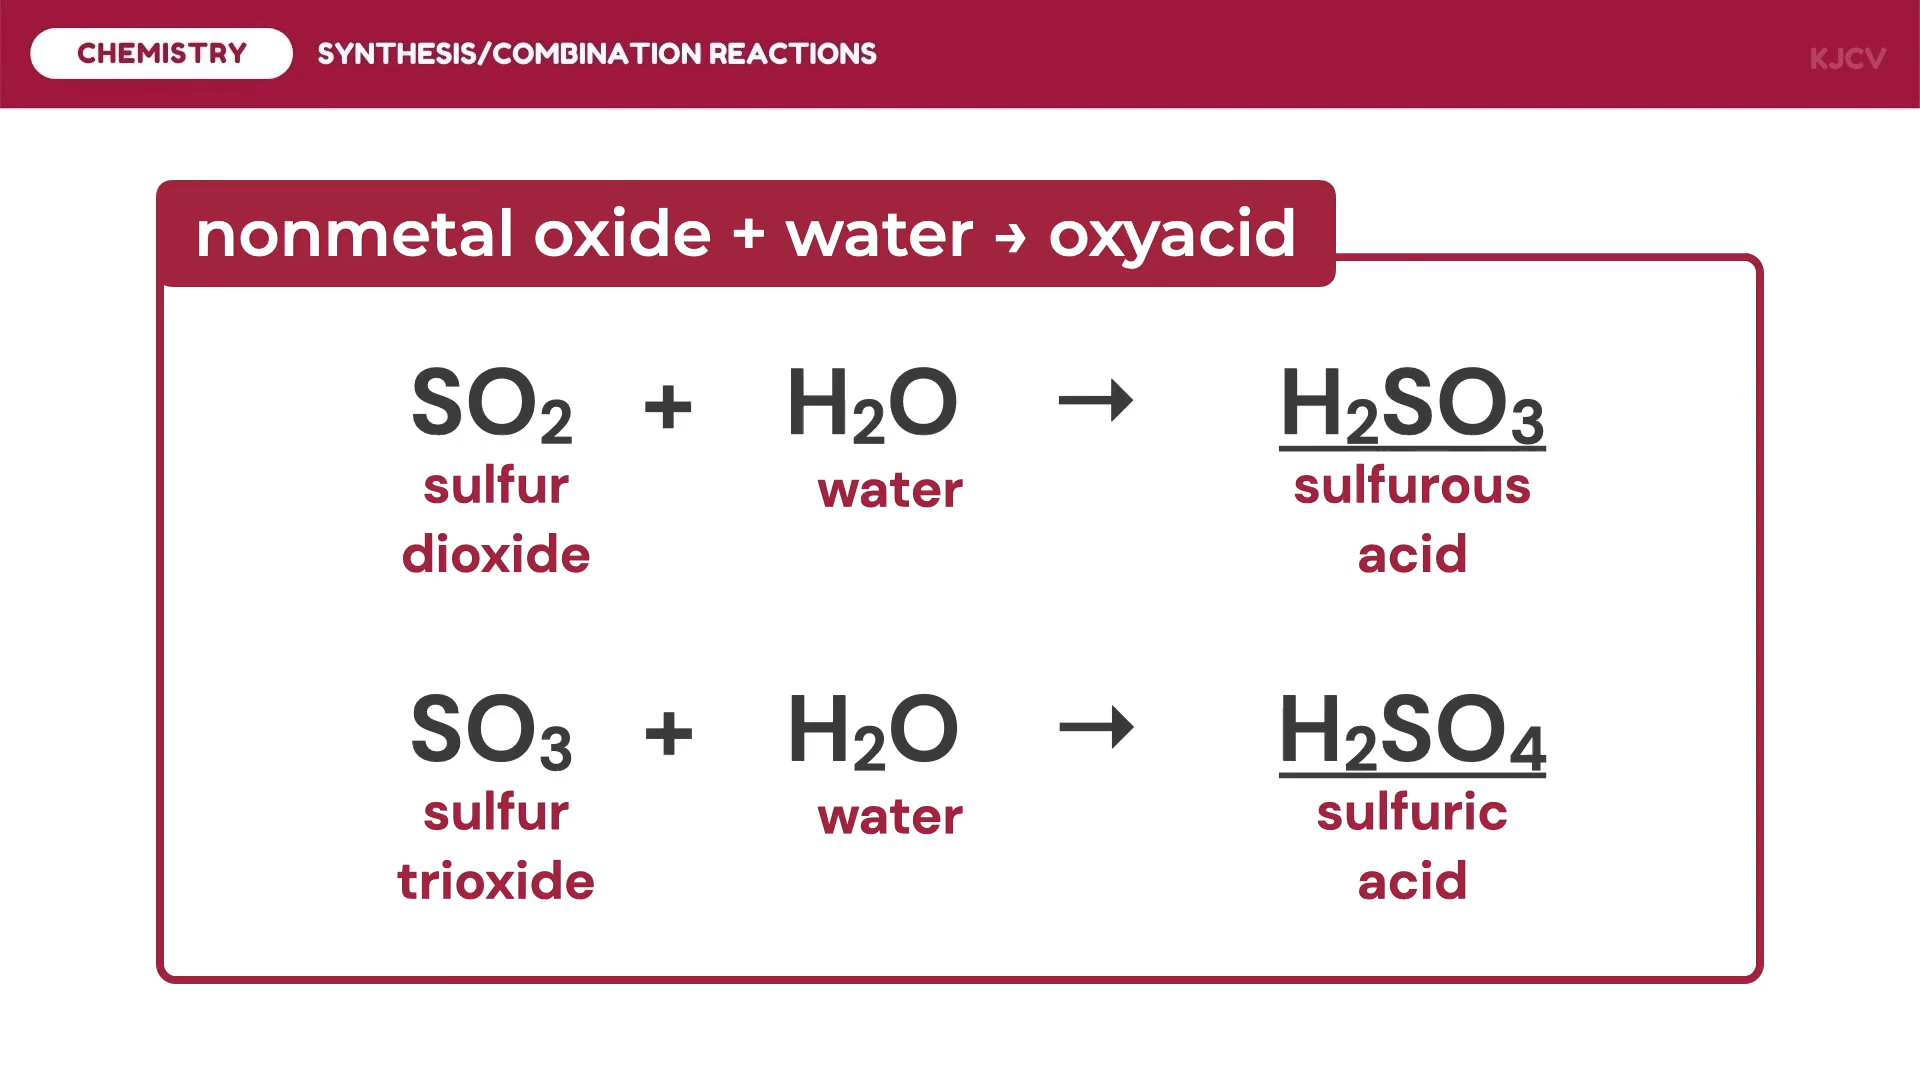 CHEMISTRY SYNTHESIS/COMBINATION REACTIONS KJCV
nonmetal oxide + water → oxyacid
SO₂ + H₂O → H₂SO₃
sulfur water sulfurous
dioxide acid
SO₃ + H₂O → H₂SO₄
sulfur water sulfuric
trioxide acid